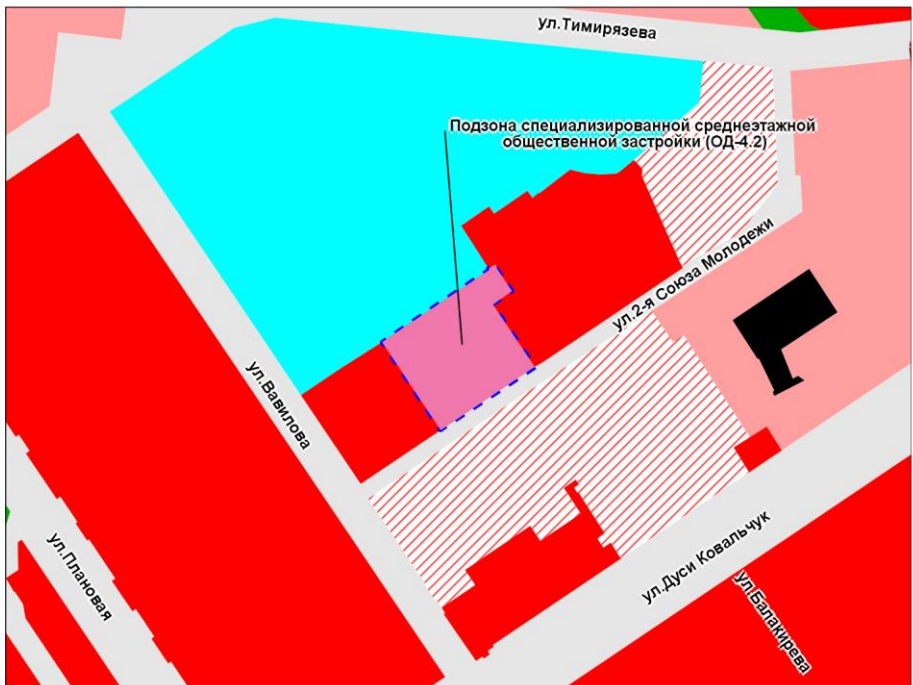 ул.Тимирязева
Подзона специализированной среднеэтажной
общественной застройки (ОД-4.2)
ул.2-я Союза Молодежи
ул.Вавилова
ул.Плановая
ул.Дуси Ковальчук
ул.Балакирева